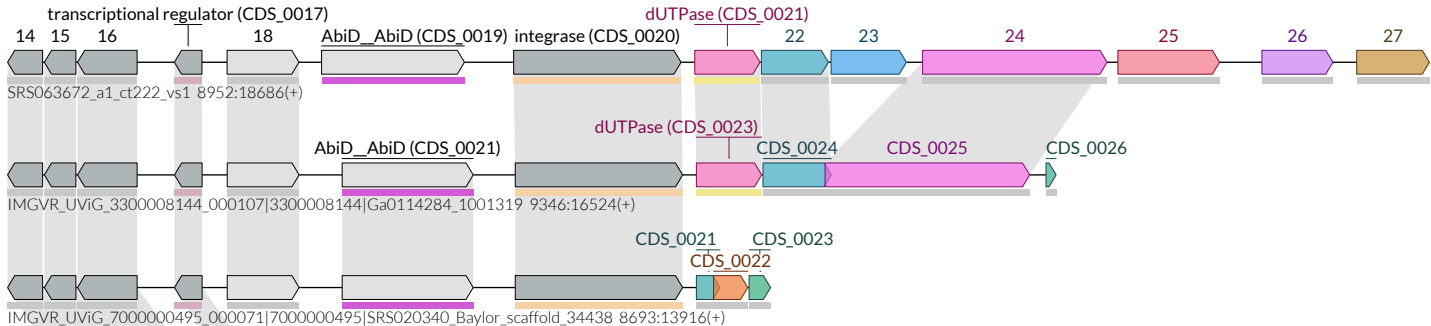 transcriptional regulator (CDS_0017) dUTPase (CDS_0021)
14 15 16 18 AbiD__AbiD (CDS_0019) integrase (CDS_0020) 22 23 24 25 26 27
SRS063672_a1_ct222_vs1 8952:18686(+)
dUTPase (CDS_0023)
AbiD__AbiD (CDS_0021) CDS_0024 CDS_0025 CDS_0026
IMGVR_UViG_3300008144_000107|3300008144|Ga0114284_1001319 9346:16524(+)
CDS_0021 CDS_0023
CDS_0022
IMGVR_UViG_7000000495_000071|7000000495|SRS020340_Baylor_scaffold_34438 8693:13916(+)